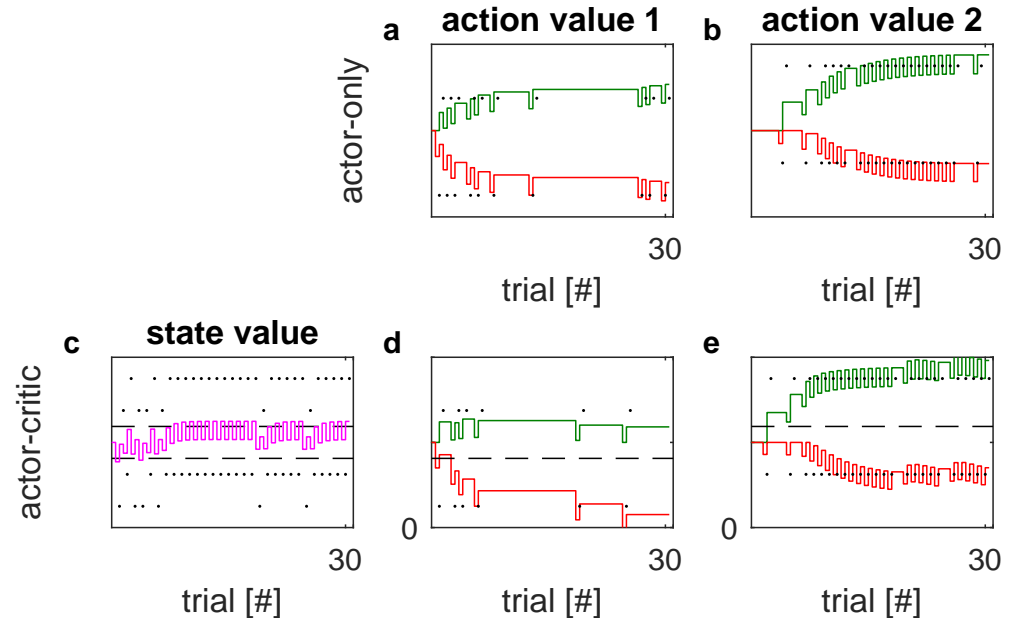 a
action value 1
b
action value 2
actor-only
30
trial [#]
30
trial [#]
c
state value
d
e
actor-critic
30
trial [#]
0
30
trial [#]
0
30
trial [#]